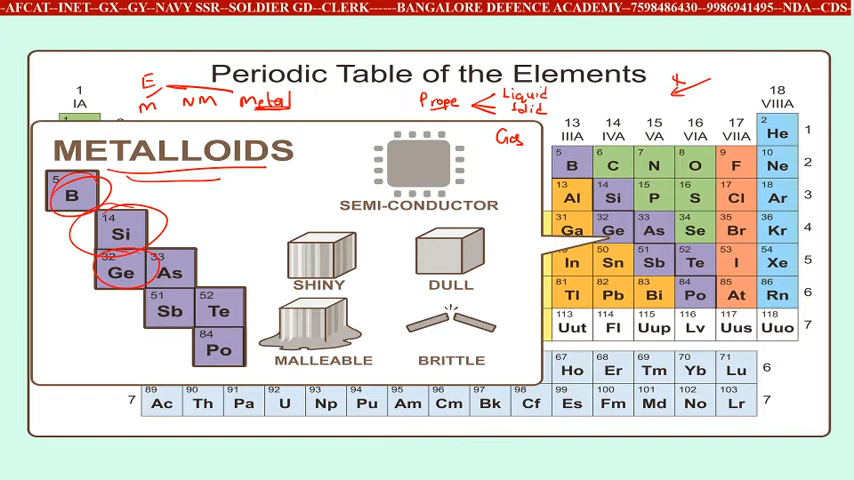 -AFCAT--INET--GX--GY--NAVY SSR--SOLDIER GD--CLERK------BANGALORE DEFENCE ACADEMY---7598486430--9986941495--NDA--CDS-
Periodic Table of the Elements
E
M NM Metal
Prope Liquid
Solid
Gas
1
IA
18
VIIIA
13 14 15 16 17
IIIA IVA VA VIA VIIA
2 He 1
METALLOIDS
5 B
14 Si
32 Ge 33 As
51 Sb 52 Te
84 Po
SEMI-CONDUCTOR
SHINY DULL
MALLEABLE BRITTLE
5 B 6 C 7 N 8 O 9 F 10 Ne 2
13 Al 14 Si 15 P 16 S 17 Cl 18 Ar 3
31 Ga 32 Ge 33 As 34 Se 35 Br 36 Kr 4
49 In 50 Sn 51 Sb 52 Te 53 I 54 Xe 5
81 Tl 82 Pb 83 Bi 84 Po 85 At 86 Rn 6
113 Uut 114 Fl 115 Uup 116 Lv 117 Uus 118 Uuo 7
67 Ho 68 Er 69 Tm 70 Yb 71 Lu 6
7 89 Ac 90 Th 91 Pa 92 U 93 Np 94 Pu 95 Am 96 Cm 97 Bk 98 Cf 99 Es 100 Fm 101 Md 102 No 103 Lr 7